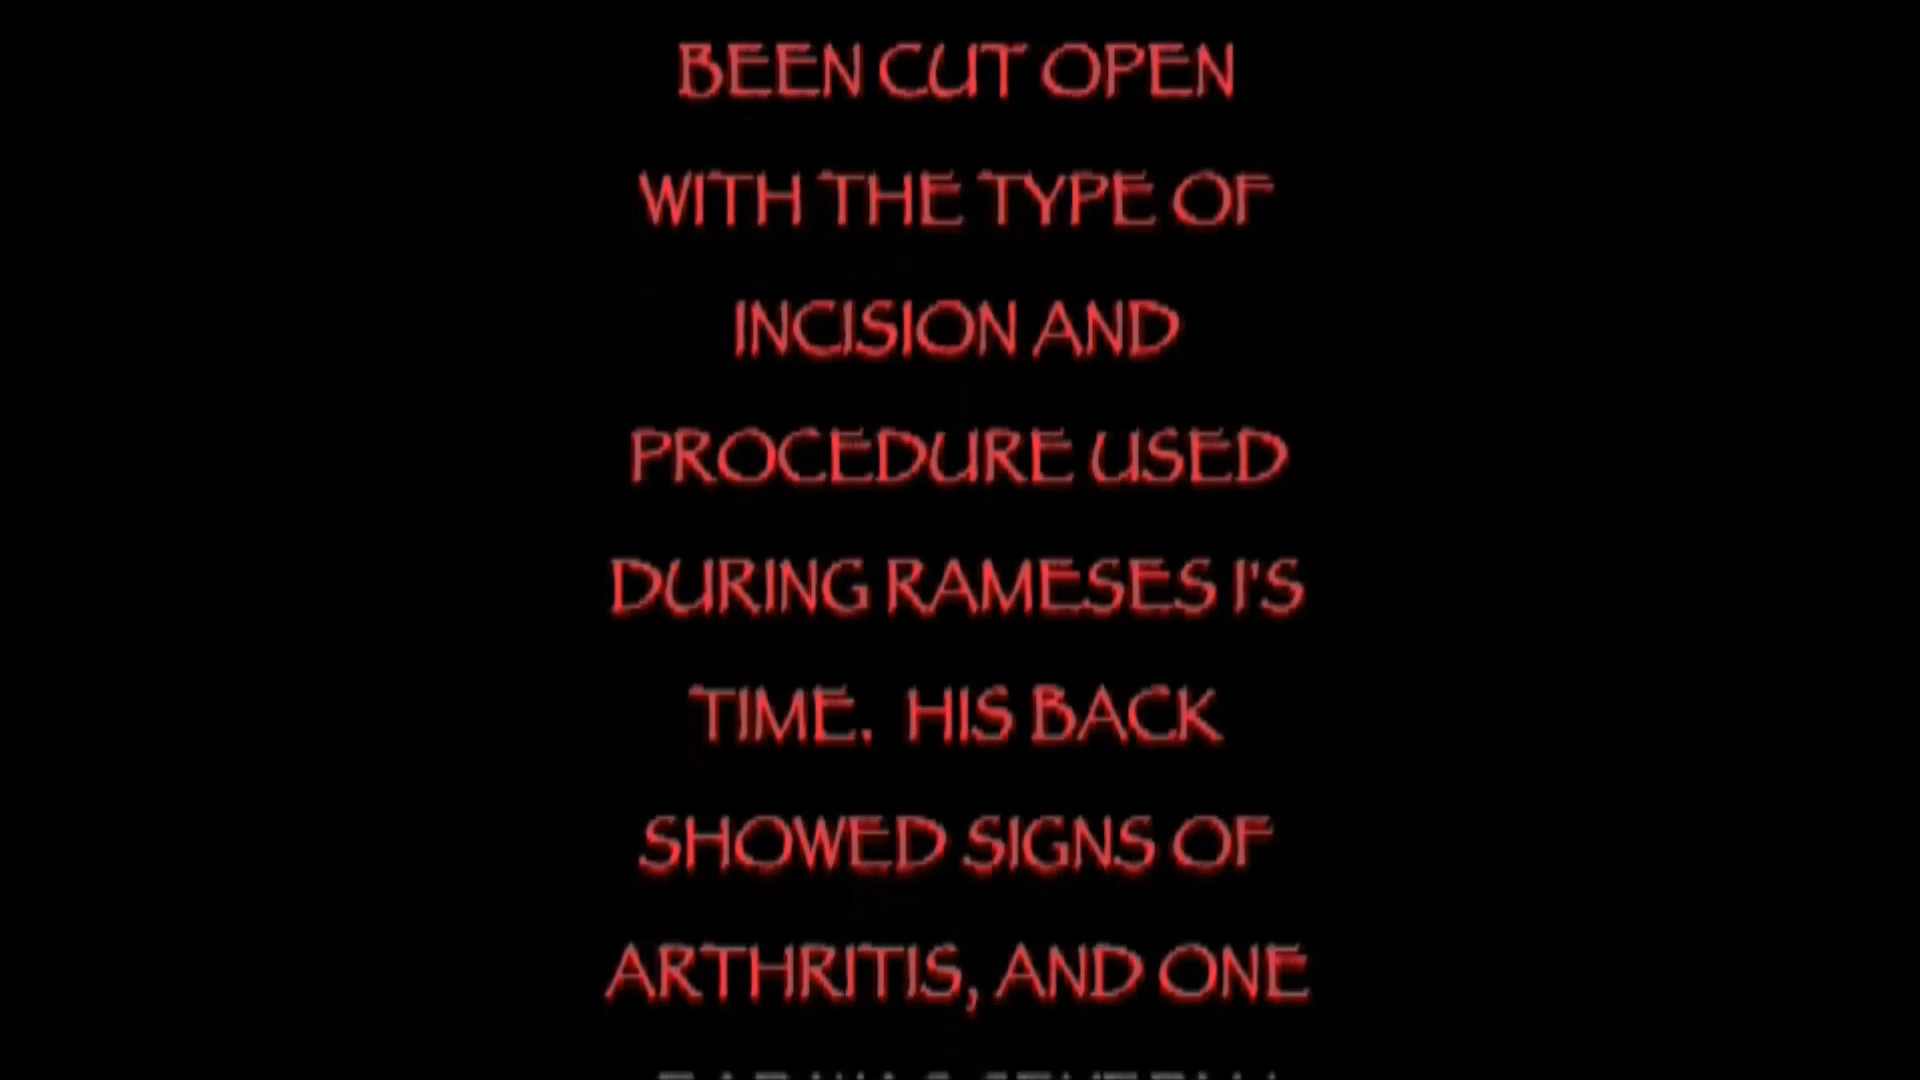 BEEN CUT OPEN
WITH THE TYPE OF
INCISION AND
PROCEDURE USED
DURING RAMESES I'S
TIME.  HIS BACK
SHOWED SIGNS OF
ARTHRITIS, AND ONE